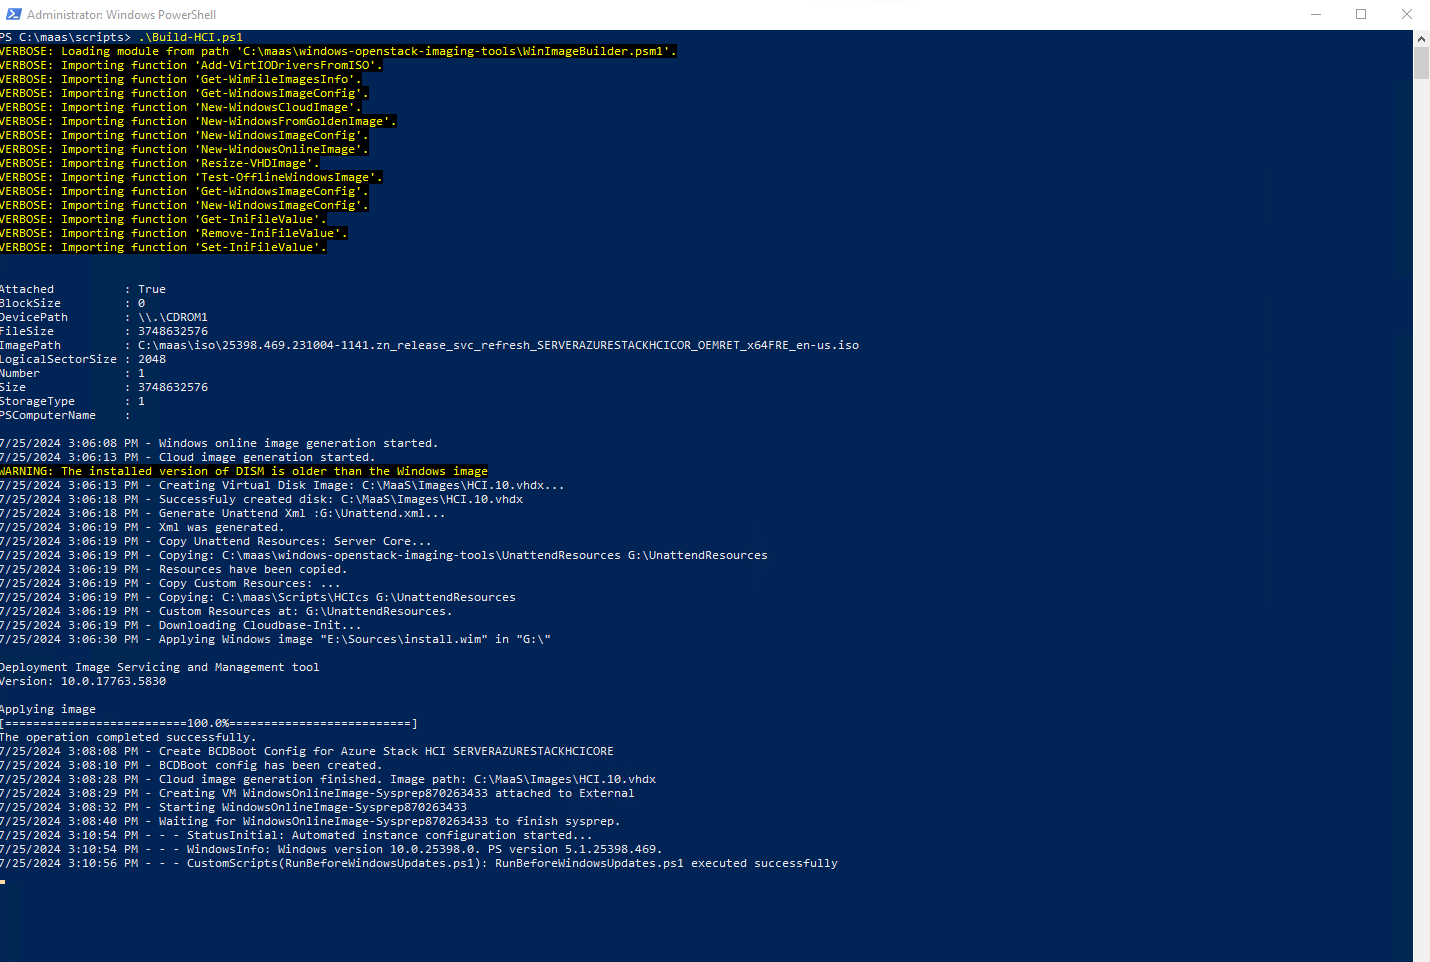 Administrator: Windows PowerShell
PS C:\maas\scripts> .\Build-HCI.ps1
VERBOSE: Loading module from path 'C:\maas\windows-openstack-imaging-tools\WinImageBuilder.psm1'.
VERBOSE: Importing function 'Add-VirtIODriversFromISO'.
VERBOSE: Importing function 'Get-WimFileImagesInfo'.
VERBOSE: Importing function 'Get-WindowsImageConfig'.
VERBOSE: Importing function 'New-WindowsCloudImage'.
VERBOSE: Importing function 'New-WindowsFromGoldenImage'.
VERBOSE: Importing function 'New-WindowsImageConfig'.
VERBOSE: Importing function 'New-WindowsOnlineImage'.
VERBOSE: Importing function 'Resize-VHDImage'.
VERBOSE: Importing function 'Test-OfflineWindowsImage'.
VERBOSE: Importing function 'Get-WindowsImageConfig'.
VERBOSE: Importing function 'New-WindowsImageConfig'.
VERBOSE: Importing function 'Get-IniFileValue'.
VERBOSE: Importing function 'Remove-IniFileValue'.
VERBOSE: Importing function 'Set-IniFileValue'.
Attached          : True
BlockSize         : 0
DevicePath        : \\.\CDROM1
FileSize          : 3748632576
ImagePath         : C:\maas\iso\25398.469.231004-1141.zn_release_svc_refresh_SERVERAZURESTACKHCICOR_OEMRET_x64FRE_en-us.iso
LogicalSectorSize : 2048
Number            : 1
Size              : 3748632576
StorageType       : 1
PSComputerName    :
7/25/2024 3:06:08 PM - Windows online image generation started.
7/25/2024 3:06:13 PM - Cloud image generation started.
WARNING: The installed version of DISM is older than the Windows image
7/25/2024 3:06:13 PM - Creating Virtual Disk Image: C:\MaaS\Images\HCI.10.vhdx...
7/25/2024 3:06:18 PM - Successfuly created disk: C:\MaaS\Images\HCI.10.vhdx
7/25/2024 3:06:18 PM - Generate Unattend Xml :G:\Unattend.xml...
7/25/2024 3:06:19 PM - Xml was generated.
7/25/2024 3:06:19 PM - Copy Unattend Resources: Server Core...
7/25/2024 3:06:19 PM - Copying: C:\maas\windows-openstack-imaging-tools\UnattendResources G:\UnattendResources
7/25/2024 3:06:19 PM - Resources have been copied.
7/25/2024 3:06:19 PM - Copy Custom Resources: ...
7/25/2024 3:06:19 PM - Copying: C:\maas\Scripts\HCIcs G:\UnattendResources
7/25/2024 3:06:19 PM - Custom Resources at: G:\UnattendResources.
7/25/2024 3:06:19 PM - Downloading Cloudbase-Init...
7/25/2024 3:06:30 PM - Applying Windows image "E:\Sources\install.wim" in "G:\"
Deployment Image Servicing and Management tool
Version: 10.0.17763.5830
Applying image
[==========================100.0%==========================]
The operation completed successfully.
7/25/2024 3:08:08 PM - Create BCDBoot Config for Azure Stack HCI SERVERAZURESTACKHCICORE
7/25/2024 3:08:10 PM - BCDBoot config has been created.
7/25/2024 3:08:28 PM - Cloud image generation finished. Image path: C:\MaaS\Images\HCI.10.vhdx
7/25/2024 3:08:29 PM - Creating VM WindowsOnlineImage-Sysprep870263433 attached to External
7/25/2024 3:08:32 PM - Starting WindowsOnlineImage-Sysprep870263433
7/25/2024 3:08:40 PM - Waiting for WindowsOnlineImage-Sysprep870263433 to finish sysprep.
7/25/2024 3:10:54 PM - - - StatusInitial: Automated instance configuration started...
7/25/2024 3:10:54 PM - - - WindowsInfo: Windows version 10.0.25398.0. PS version 5.1.25398.469.
7/25/2024 3:10:56 PM - - - CustomScripts(RunBeforeWindowsUpdates.ps1): RunBeforeWindowsUpdates.ps1 executed successfully